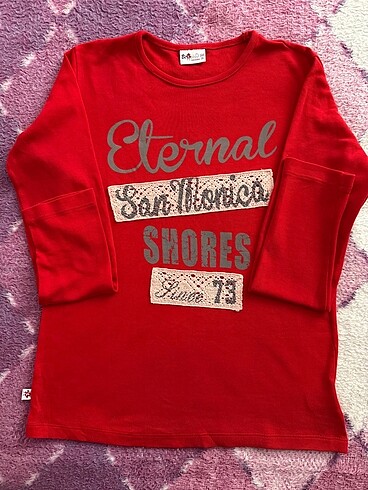 Eternal
San Monica
SHORES
Since 73